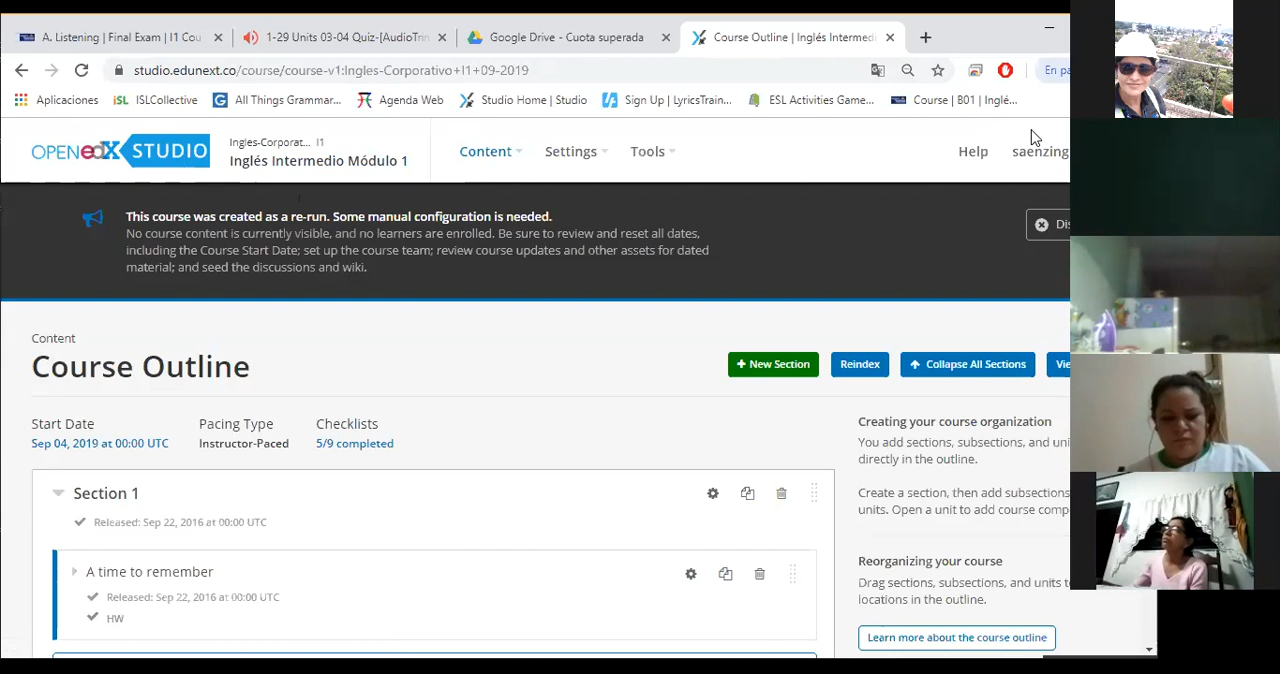 A. Listening | Final Exam | I1 Cou
1-29 Units 03-04 Quiz-[AudioTrin
Google Drive - Cuota superada
Course Outline | Inglés Intermedi
studio.edunext.co/course/course-v1:Ingles-Corporativo+I1+09-2019
En pa
Aplicaciones
iSL ISLCollective
All Things Grammar...
Agenda Web
Studio Home | Studio
Sign Up | LyricsTrain...
ESL Activities Game...
Course | B01 | Inglé...
OPEN edX STUDIO
Ingles-Corporat... I1
Inglés Intermedio Módulo 1
Content
Settings
Tools
Help
saenzing
This course was created as a re-run. Some manual configuration is needed.
No course content is currently visible, and no learners are enrolled. Be sure to review and reset all dates,
including the Course Start Date; set up the course team; review course updates and other assets for dated
material; and seed the discussions and wiki.
Dis
Content
Course Outline
+ New Section
Reindex
Collapse All Sections
Vie
Start Date
Sep 04, 2019 at 00:00 UTC
Pacing Type
Instructor-Paced
Checklists
5/9 completed
Section 1
Released: Sep 22, 2016 at 00:00 UTC
A time to remember
Released: Sep 22, 2016 at 00:00 UTC
HW
Creating your course organization
You add sections, subsections, and uni
directly in the outline.
Create a section, then add subsections
units. Open a unit to add course comp
Reorganizing your course
Drag sections, subsections, and units to
locations in the outline.
Learn more about the course outline